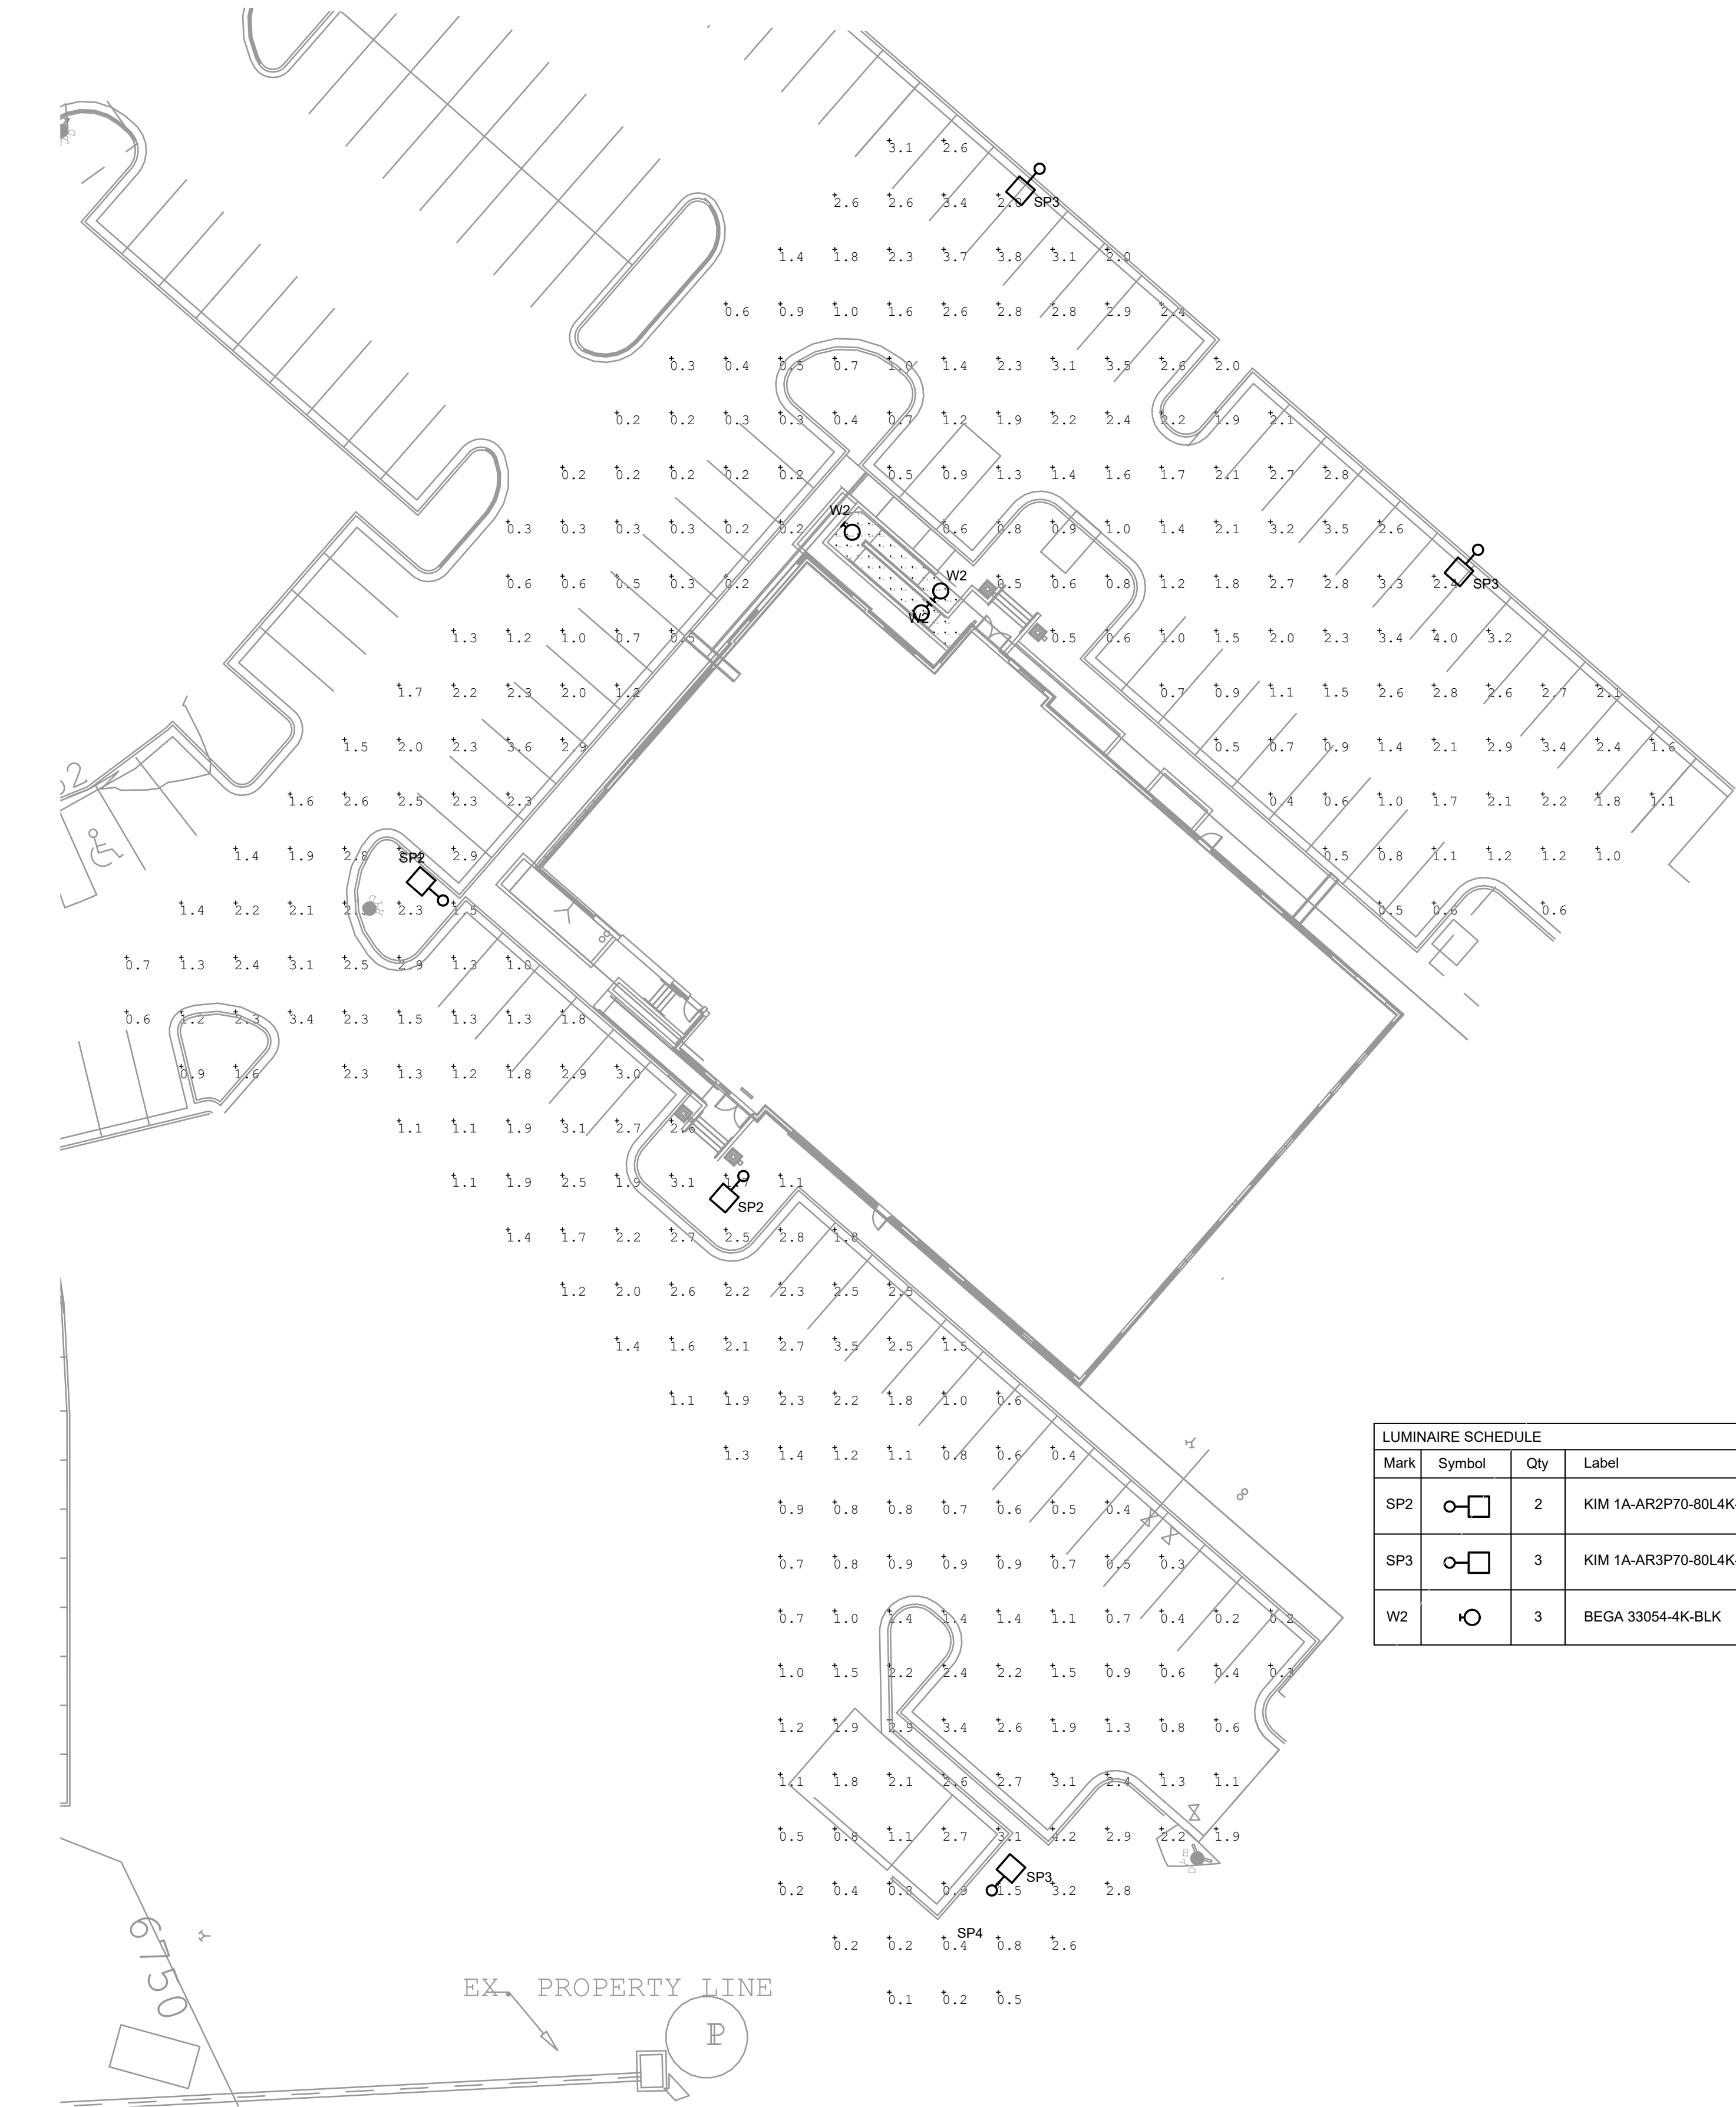 3.1 2.6
2.6 2.6 3.4 2.0 SP3
1.4 1.8 2.3 3.7 3.8 3.1 2.0
0.6 0.9 1.0 1.6 2.6 2.8 2.8 2.9 2.4
0.3 0.4 0.5 0.7 1.0 1.4 2.3 3.1 3.5 2.6 2.0
0.2 0.2 0.3 0.3 0.4 0.7 1.2 1.9 2.2 2.4 2.2 1.9 2.1
0.2 0.2 0.2 0.2 0.2 0.5 0.9 1.3 1.4 1.6 1.7 2.1 2.7 2.8
W2
0.3 0.3 0.3 0.3 0.2 0.2 0.6 0.8 0.9 1.0 1.4 2.1 3.2 3.5 2.6
W2
0.6 0.6 0.5 0.3 0.2 0.5 0.6 0.8 1.2 1.8 2.7 2.8 3.3 2.4 SP3
W2
1.3 1.2 1.0 0.7 0.5 0.5 0.6 1.0 1.5 2.0 2.3 3.4 4.0 3.2
1.7 2.2 2.3 2.0 1.2 0.7 0.9 1.1 1.5 2.6 2.8 2.6 2.7 2.1
1.5 2.0 2.3 3.6 2.9 0.5 0.7 0.9 1.4 2.1 2.9 3.4 2.4 1.6
1.6 2.6 2.5 2.3 2.3 0.4 0.6 1.0 1.7 2.1 2.2 1.8 1.1
1.4 1.9 2.8 SP2 2.9 0.5 0.8 1.1 1.2 1.2 1.0
1.4 2.2 2.1 2.3 1.5 0.5 0.6 0.6
0.7 1.3 2.4 3.1 2.5 2.9 1.3 1.0
0.6 1.2 2.3 3.4 2.3 1.5 1.3 1.3 1.8
0.9 1.6 2.3 1.3 1.2 1.8 2.9 3.0
1.1 1.1 1.9 3.1 2.7 2.6
1.1 1.9 2.5 1.9 3.1 1.7 1.1
SP2
1.4 1.7 2.2 2.7 2.5 2.8 1.8
1.2 2.0 2.6 2.2 2.3 2.5 2.5
1.4 1.6 2.1 2.7 3.5 2.5 1.5
1.1 1.9 2.3 2.2 1.8 1.0 0.6
1.3 1.4 1.2 1.1 0.8 0.6 0.4
0.9 0.8 0.8 0.7 0.6 0.5 0.4
0.7 0.8 0.9 0.9 0.9 0.7 0.5 0.3
0.7 1.0 1.4 1.4 1.4 1.1 0.7 0.4 0.2 0.2
1.0 1.5 2.2 2.4 2.2 1.5 0.9 0.6 0.4 0.3
1.2 1.9 2.9 3.4 2.6 1.9 1.3 0.8 0.6
1.1 1.8 2.1 2.6 2.7 3.1 2.4 1.3 1.1
0.5 0.8 1.1 2.7 3.1 4.2 2.9 2.2 1.9
SP3
0.2 0.4 0.8 0.9 1.5 3.2 2.8
SP4
0.2 0.2 0.4 0.8 2.6
0.1 0.2 0.5
LUMINAIRE SCHEDULE
Mark Symbol Qty Label
SP2 2 KIM 1A-AR2P70-80L4K
SP3 3 KIM 1A-AR3P70-80L4K
W2 3 BEGA 33054-4K-BLK
6750
EX. PROPERTY LINE
P